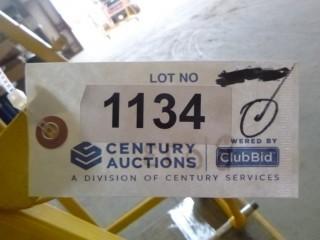 LOT NO
1134
CENTURY
AUCTIONS
WERED BY
ClubBid
A DIVISION OF CENTURY SERVICES